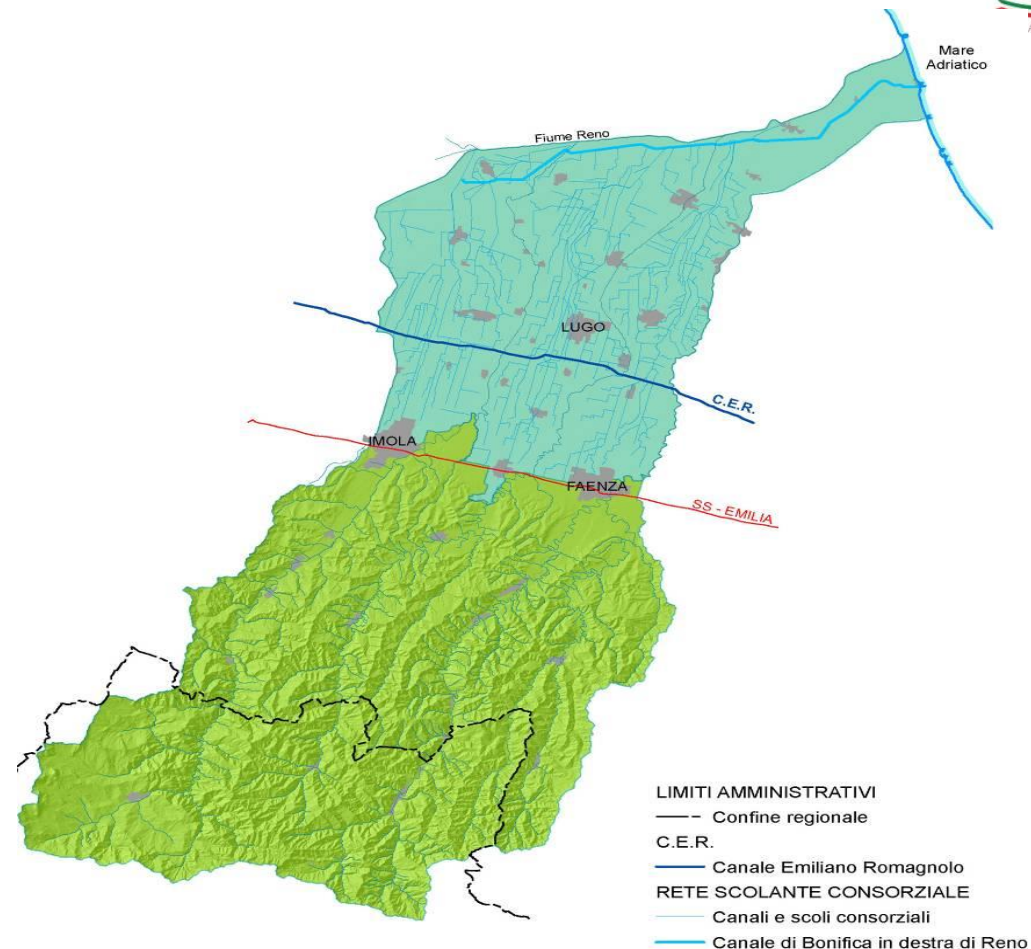 Mare
Adriatico
Fiume Reno
LUGO
C.E.R.
IMOLA
FAENZA
SS - EMILIA
LIMITI AMMINISTRATIVI
Confine regionale
C.E.R.
Canale Emiliano Romagnolo
RETE SCOLANTE CONSORZIALE
Canali e scoli consorziali
Canale di Bonifica in destra di Reno